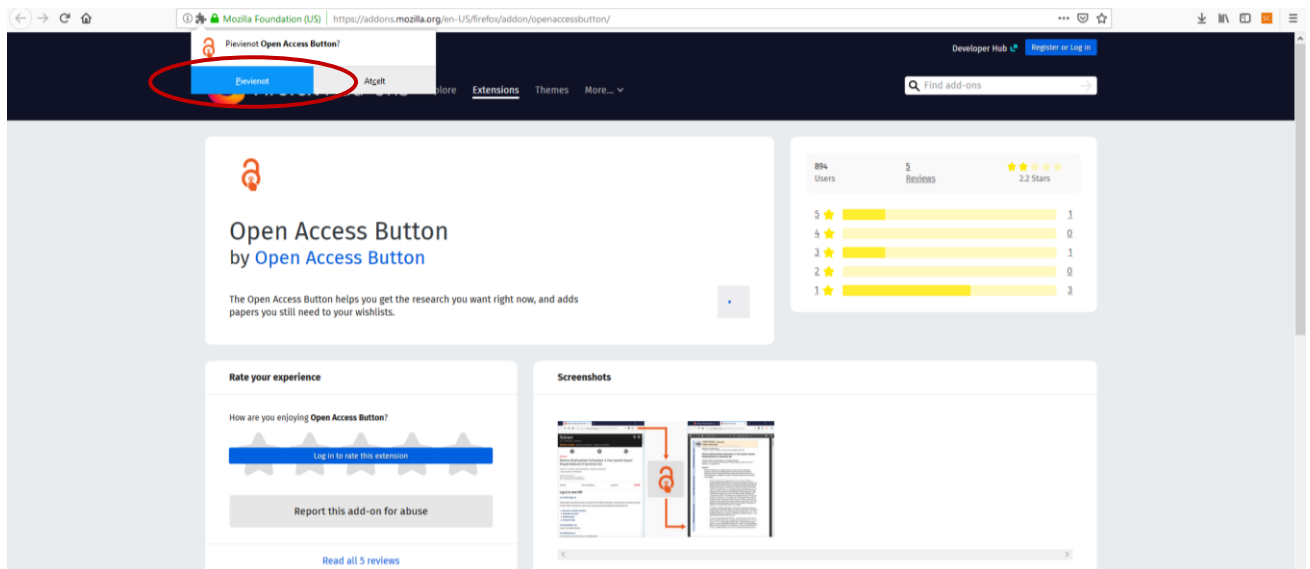 Mozilla Foundation (US) https://addons.mozilla.org/en-US/firefox/addon/openaccessbutton/
Pievienot Open Access Button?
Pievienot Atcelt
Developer Hub Register or Log in
Extensions Themes More...
Find add-ons
Open Access Button
by Open Access Button
The Open Access Button helps you get the research you want right now, and adds
papers you still need to your wishlists.
894 5
Users Reviews 2.2 Stars
5 1
4 0
3 1
2 0
1 3
Rate your experience
How are you enjoying Open Access Button?
Log in to rate this extension
Report this add-on for abuse
Read all 5 reviews
Screenshots